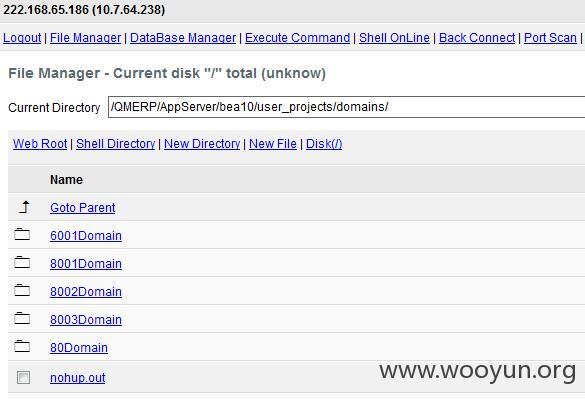 222.168.65.186 (10.7.64.238)
Logout | File Manager | DataBase Manager | Execute Command | Shell OnLine | Back Connect | Port Scan |
File Manager - Current disk "/" total (unknow)
Current Directory /QMERP/AppServer/bea10/user_projects/domains/
Web Root | Shell Directory | New Directory | New File | Disk(/)
Name
Goto Parent
6001Domain
8001Domain
8002Domain
8003Domain
80Domain
nohup.out
www.wooyun.org